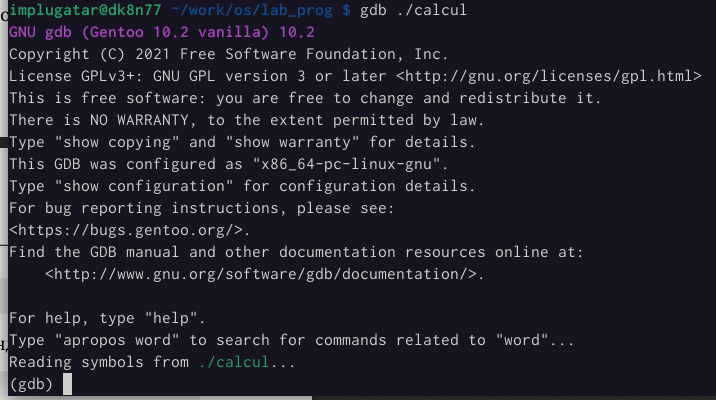 implugatar@dk8n77 ~/work/os/lab_prog $ gdb ./calcul
GNU gdb (Gentoo 10.2 vanilla) 10.2
Copyright (C) 2021 Free Software Foundation, Inc.
License GPLv3+: GNU GPL version 3 or later <http://gnu.org/licenses/gpl.html>
This is free software: you are free to change and redistribute it.
There is NO WARRANTY, to the extent permitted by law.
Type "show copying" and "show warranty" for details.
This GDB was configured as "x86_64-pc-linux-gnu".
Type "show configuration" for configuration details.
For bug reporting instructions, please see:
<https://bugs.gentoo.org/>.
Find the GDB manual and other documentation resources online at:
    <http://www.gnu.org/software/gdb/documentation/>.

For help, type "help".
Type "apropos word" to search for commands related to "word"...
Reading symbols from ./calcul...
(gdb)